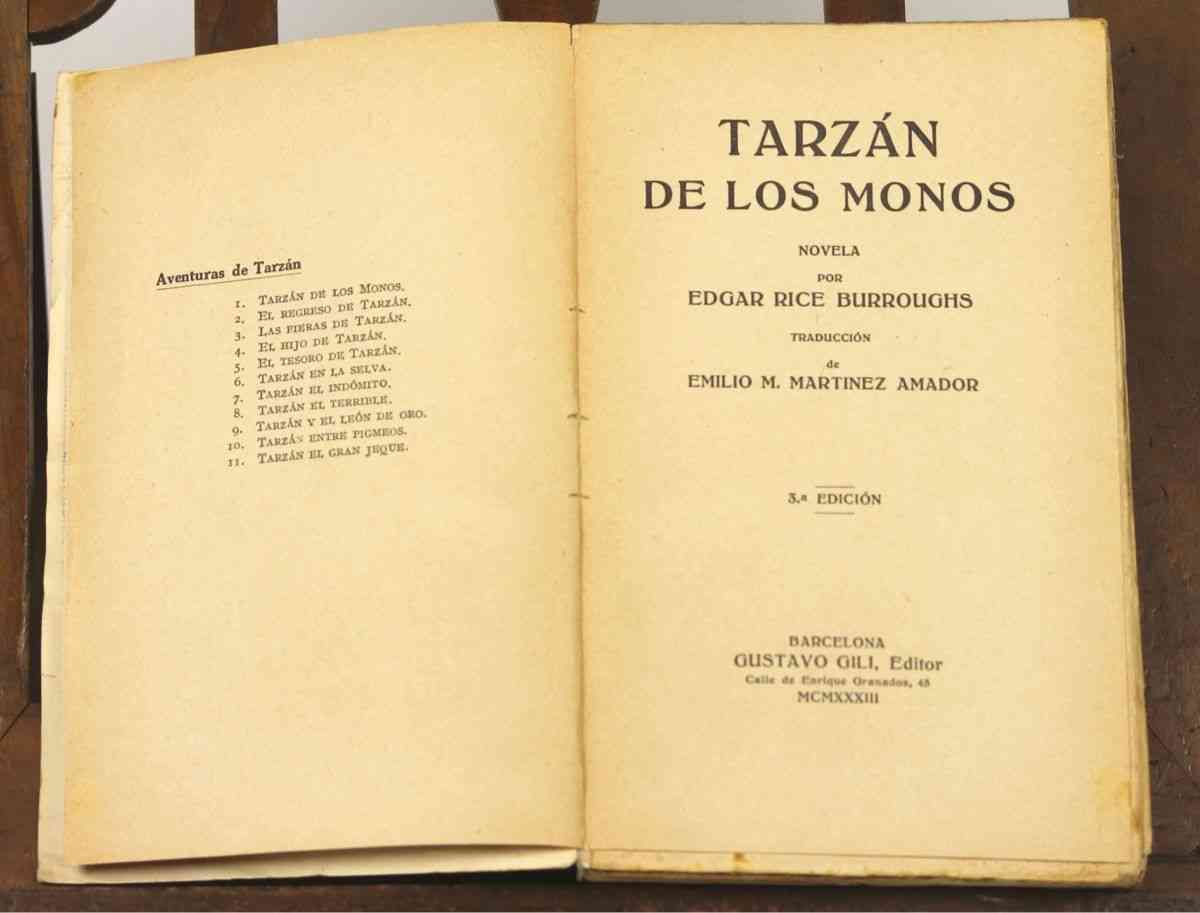 Aventuras de Tarzán
1. TARZÁN DE LOS MONOS.
2. EL REGRESO DE TARZÁN.
3. LAS FIERAS DE TARZÁN.
4. EL HIJO DE TARZÁN.
5. EL TESORO DE TARZÁN.
6. TARZÁN EN LA SELVA.
7. TARZÁN EL INDÓMITO.
8. TARZÁN EL TERRIBLE.
9. TARZÁN Y EL LEÓN DE ORO.
10. TARZÁN ENTRE PIGMEOS.
11. TARZÁN EL GRAN JEQUE.
TARZÁN
DE LOS MONOS
NOVELA
POR
EDGAR RICE BURROUGHS
TRADUCCIÓN
de
EMILIO M. MARTINEZ AMADOR
3.ª EDICIÓN
BARCELONA
GUSTAVO GILI, Editor
Calle de Enrique Granados, 45
MCMXXXIII